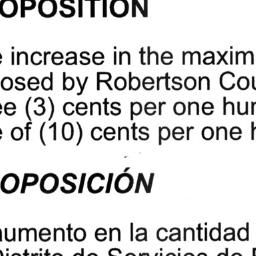 OPOSITION
increase in the maxim
osed by Robertson Cou
ee (3) cents per one hun
e of (10) cents per one h
OPOSICIÓN
aumento en la cantidad
Distrito de Servicios de